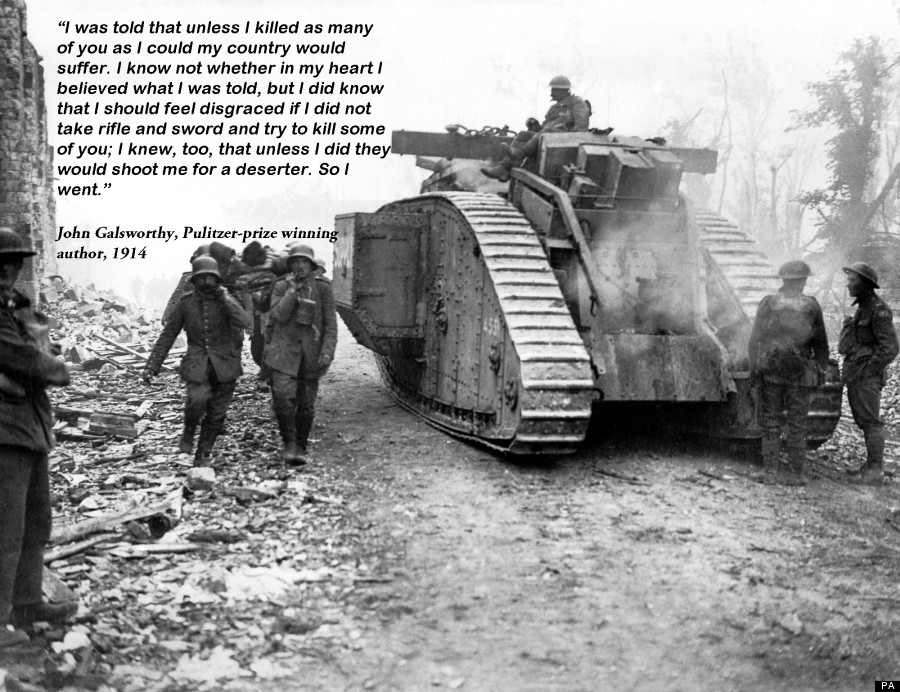 “I was told that unless I killed as many
of you as I could my country would
suffer. I know not whether in my heart I
believed what I was told, but I did know
that I should feel disgraced if I did not
take rifle and sword and try to kill some
of you; I knew, too, that unless I did they
would shoot me for a deserter. So I
went.”
John Galsworthy, Pulitzer-prize winning
author, 1914
PA